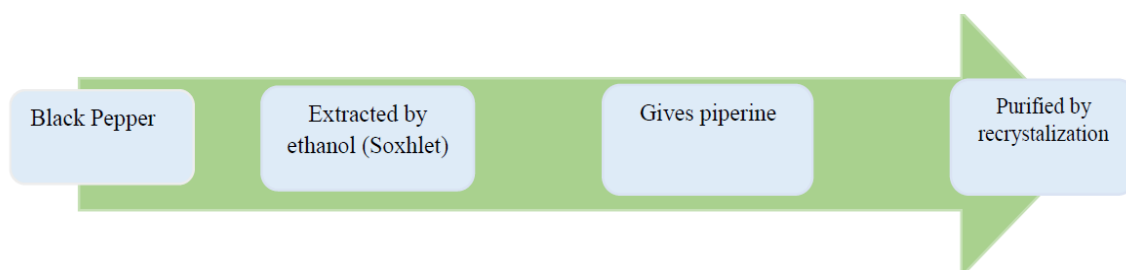 Black Pepper
Extracted by
ethanol (Soxhlet)
Gives piperine
Purified by
recrystalization